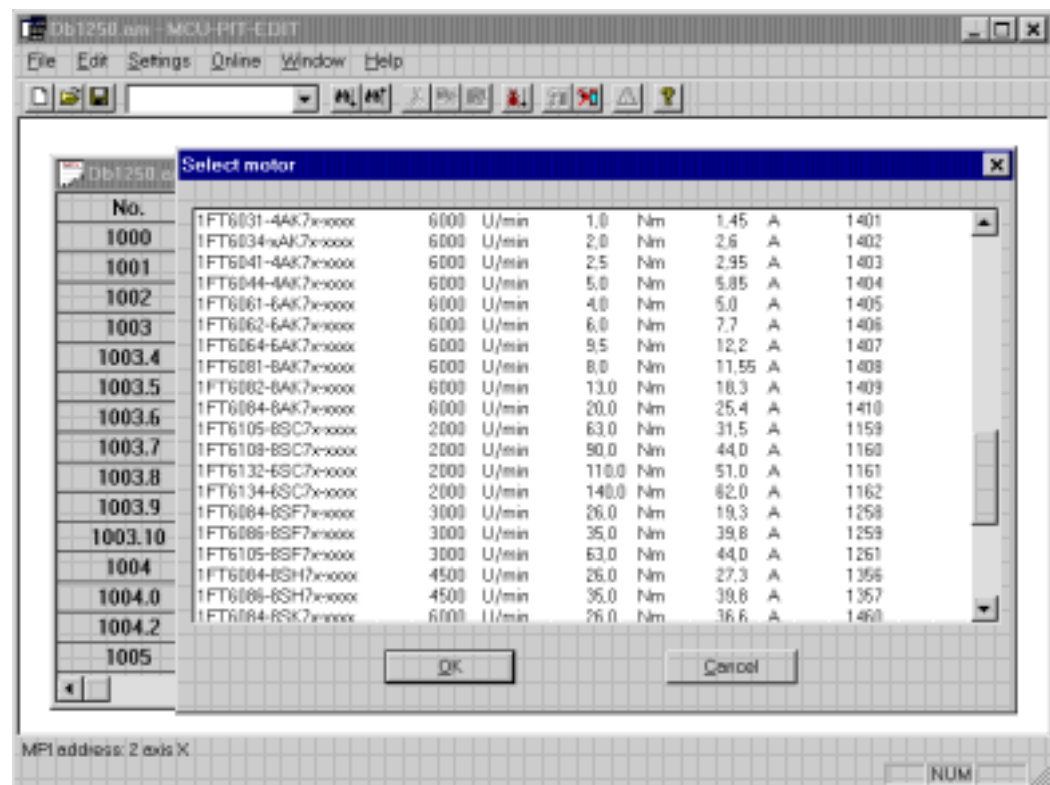 Db1250.nm - MCU-PIT-EDIT
File Edit Settings Online Window Help
Select motor
No.
1000
1001
1002
1003
1003.4
1003.5
1003.6
1003.7
1003.8
1003.9
1003.10
1004
1004.0
1004.2
1005
1FT6031-4AK7x-xxxx 6000 U/min 1,0 Nm 1,45 A 1401
1FT6034-xAK7x-xxxx 6000 U/min 2,0 Nm 2,6 A 1402
1FT6041-4AK7x-xxxx 6000 U/min 2,5 Nm 2,95 A 1403
1FT6044-4AK7x-xxxx 6000 U/min 5,0 Nm 5,85 A 1404
1FT6061-6AK7x-xxxx 6000 U/min 4,0 Nm 5,0 A 1405
1FT6062-6AK7x-xxxx 6000 U/min 6,0 Nm 7,7 A 1406
1FT6064-6AK7x-xxxx 6000 U/min 9,5 Nm 12,2 A 1407
1FT6081-8AK7x-xxxx 6000 U/min 8,0 Nm 11,55 A 1408
1FT6082-8AK7x-xxxx 6000 U/min 13,0 Nm 18,3 A 1409
1FT6084-8AK7x-xxxx 6000 U/min 20,0 Nm 25,4 A 1410
1FT6105-8SC7x-xxxx 2000 U/min 63,0 Nm 31,5 A 1159
1FT6108-8SC7x-xxxx 2000 U/min 90,0 Nm 44,0 A 1160
1FT6132-6SC7x-xxxx 2000 U/min 110,0 Nm 51,0 A 1161
1FT6134-6SC7x-xxxx 2000 U/min 140,0 Nm 62,0 A 1162
1FT6084-8SF7x-xxxx 3000 U/min 26,0 Nm 19,3 A 1258
1FT6086-8SF7x-xxxx 3000 U/min 35,0 Nm 39,8 A 1259
1FT6105-8SF7x-xxxx 3000 U/min 63,0 Nm 44,0 A 1261
1FT6084-8SH7x-xxxx 4500 U/min 26,0 Nm 27,3 A 1356
1FT6086-8SH7x-xxxx 4500 U/min 35,0 Nm 39,8 A 1357
1FT6084-8SK7x-xxxx 6000 U/min 26,0 Nm 36,6 A 1460
OK Cancel
MPI address: 2 axis X
NUM